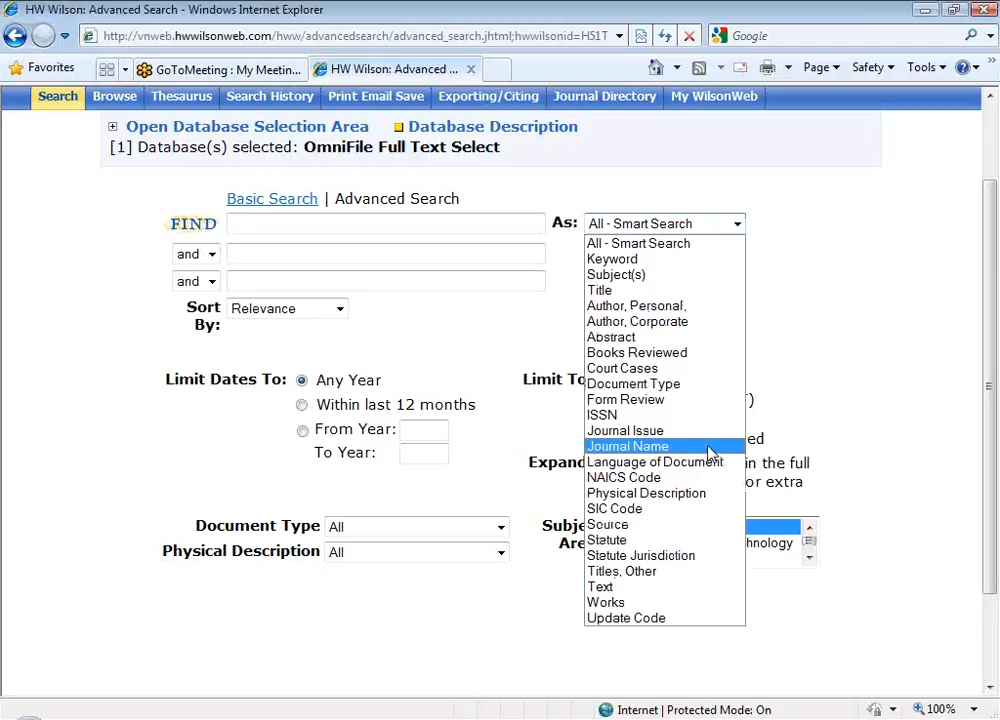 HW Wilson: Advanced Search - Windows Internet Explorer
http://vnweb.hwwilsonweb.com/hww/advancedsearch/advanced_search.jhtml;hwwilsonid=H51T
Google
Favorites
GoToMeeting : My Meetin...
HW Wilson: Advanced ...
Page
Safety
Tools
Search Browse Thesaurus Search History Print Email Save Exporting/Citing Journal Directory My WilsonWeb
Open Database Selection Area Database Description
[1] Database(s) selected: OmniFile Full Text Select
Basic Search | Advanced Search
FIND As: All - Smart Search
and
and
Sort By: Relevance
All - Smart Search
Keyword
Subject(s)
Title
Author, Personal,
Author, Corporate
Abstract
Books Reviewed
Court Cases
Document Type
Form Review
ISSN
Journal Issue
Journal Name
Language of Document
NAICS Code
Physical Description
SIC Code
Source
Statute
Statute Jurisdiction
Titles, Other
Text
Works
Update Code
Limit Dates To: Any Year
Within last 12 months
From Year:
To Year:
Limit To
Expand in the full
or extra
Document Type All
Physical Description All
Subje
Are
Internet | Protected Mode: On
100%